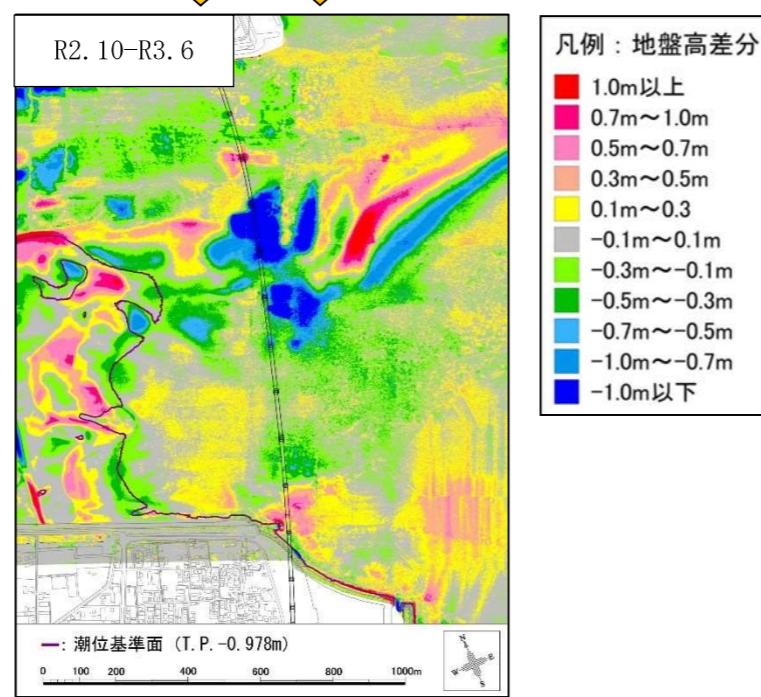 R2.10-R3.6
凡例：地盤高差分
1.0m以上
0.7m～1.0m
0.5m～0.7m
0.3m～0.5m
0.1m～0.3
-0.1m～0.1m
-0.3m～-0.1m
-0.5m～-0.3m
-0.7m～-0.5m
-1.0m～-0.7m
-1.0m以下
━: 潮位基準面 (T.P.-0.978m)
0 100 200 400 600 800 1000m
N
E
W
S